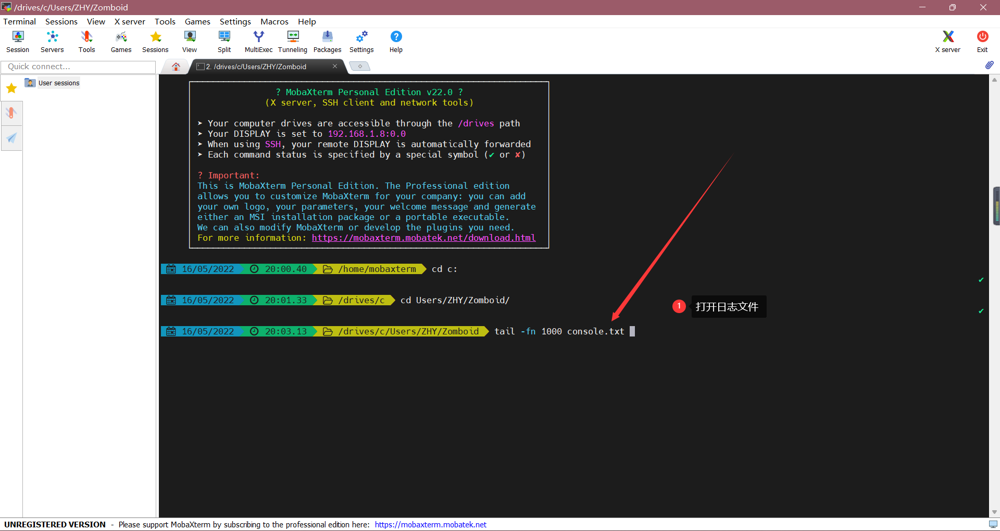 /drives/c/Users/ZHY/Zomboid
Terminal Sessions View X server Tools Games Settings Macros Help
Session Servers Tools Games Sessions View Split MultiExec Tunneling Packages Settings Help X server Exit
Quick connect...
2. /drives/c/Users/ZHY/Zomboid
User sessions
? MobaXterm Personal Edition v22.0 ?
(X server, SSH client and network tools)
➤ Your computer drives are accessible through the /drives path
➤ Your DISPLAY is set to 192.168.1.8:0.0
➤ When using SSH, your remote DISPLAY is automatically forwarded
➤ Each command status is specified by a special symbol (✔ or ✘)
? Important:
This is MobaXterm Personal Edition. The Professional edition
allows you to customize MobaXterm for your company: you can add
your own logo, your parameters, your welcome message and generate
either an MSI installation package or a portable executable.
We can also modify MobaXterm or develop the plugins you need.
For more information: https://mobaxterm.mobatek.net/download.html
16/05/2022 20:00.40 /home/mobaxterm cd c:
✔
16/05/2022 20:01.33 /drives/c cd Users/ZHY/Zomboid/
1 打开日志文件
✔
16/05/2022 20:03.13 /drives/c/Users/ZHY/Zomboid tail -fn 1000 console.txt
UNREGISTERED VERSION - Please support MobaXterm by subscribing to the professional edition here: https://mobaxterm.mobatek.net